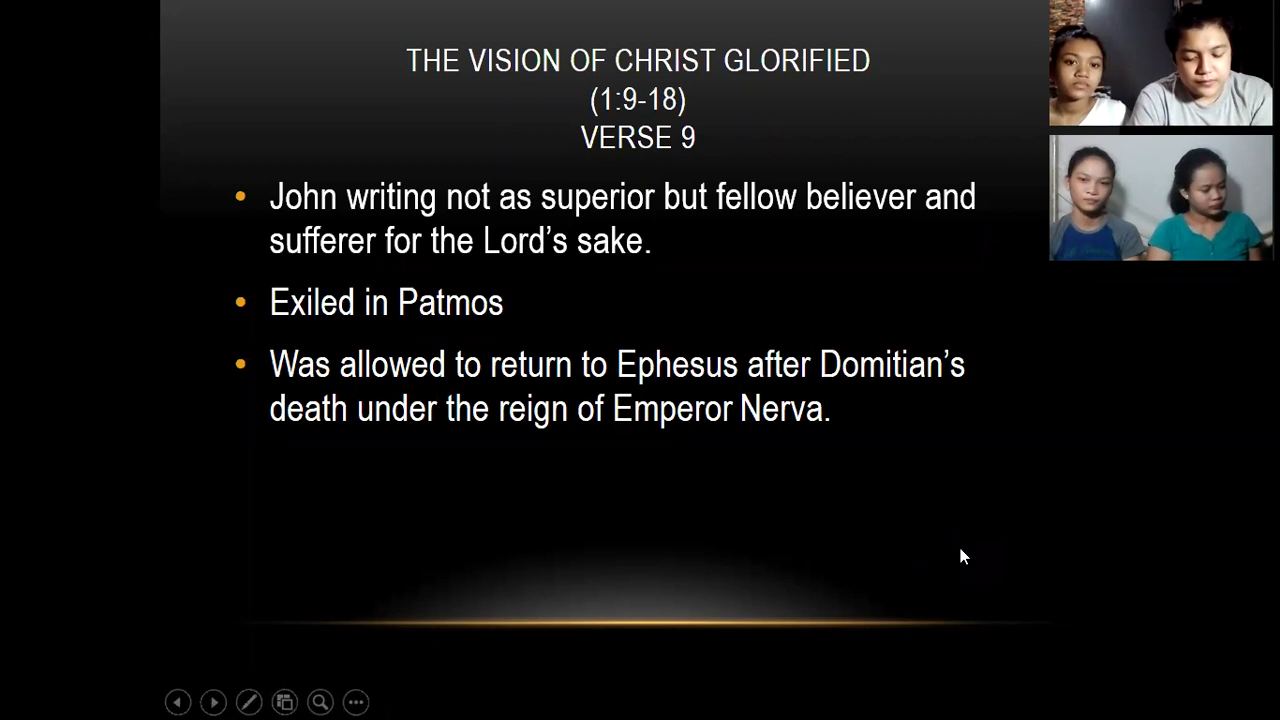 THE VISION OF CHRIST GLORIFIED
(1:9-18)
VERSE 9
• John writing not as superior but fellow believer and
sufferer for the Lord’s sake.
• Exiled in Patmos
• Was allowed to return to Ephesus after Domitian’s
death under the reign of Emperor Nerva.